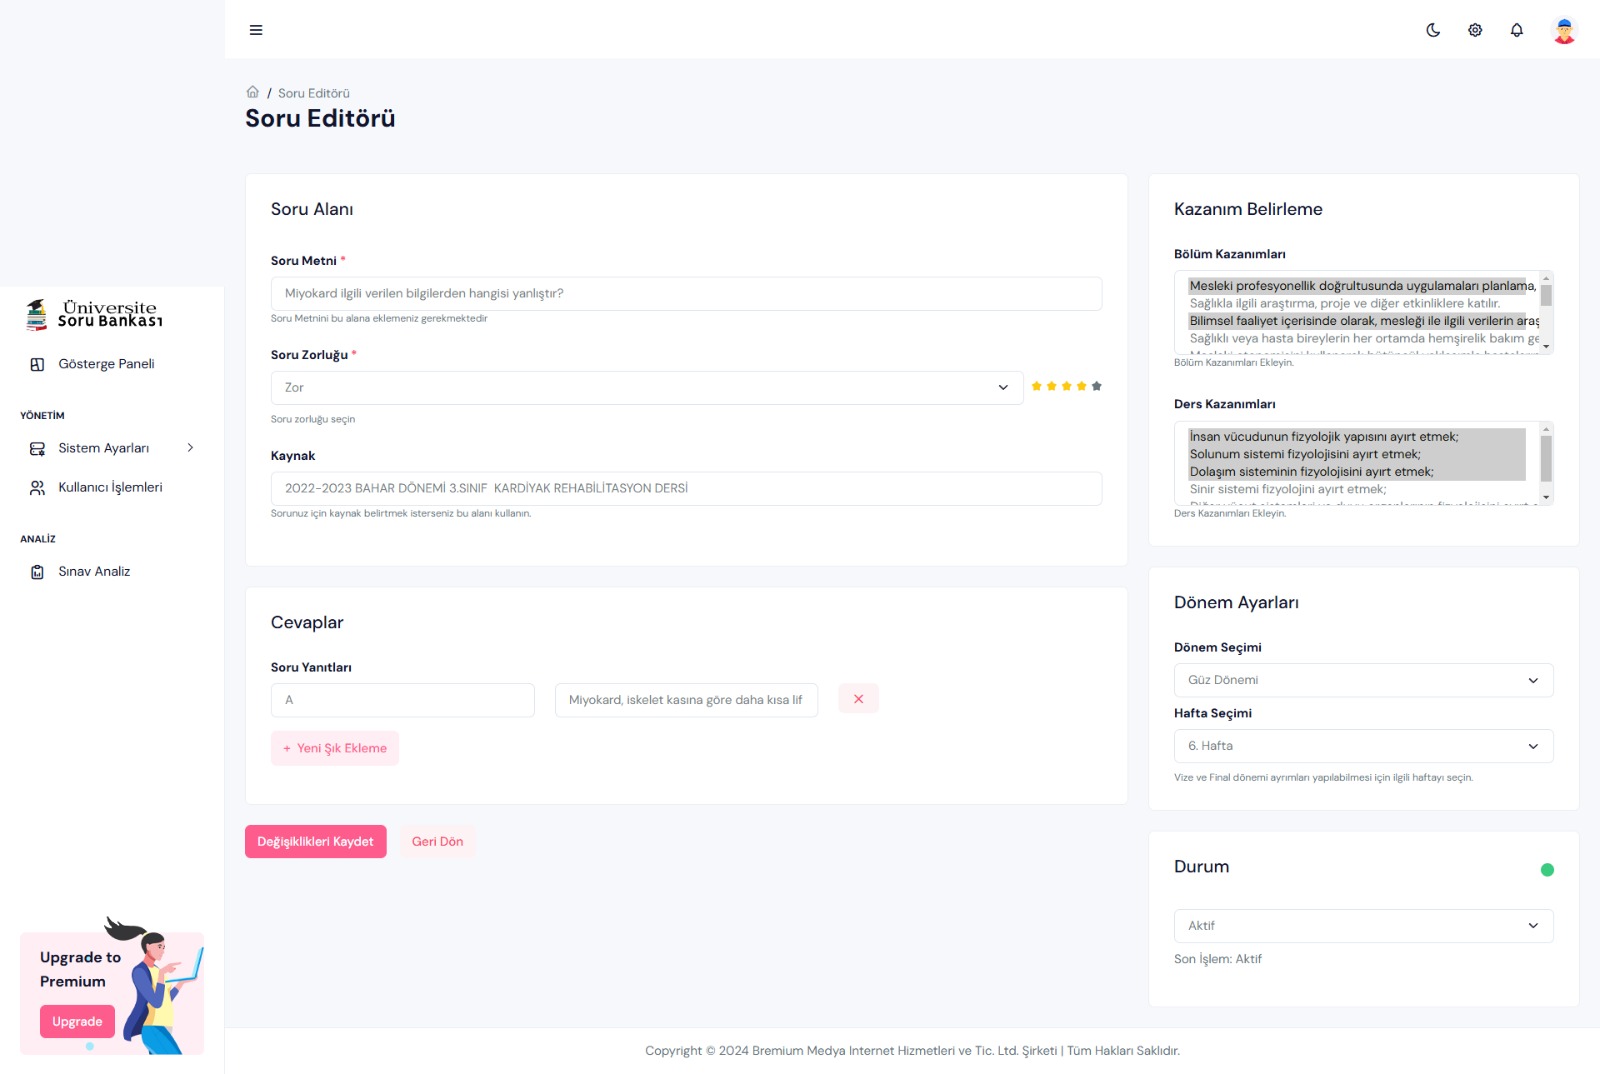 / Soru Editörü
Soru Editörü
Üniversite
Soru Bankası
Gösterge Paneli
YÖNETİM
Sistem Ayarları
Kullanıcı İşlemleri
ANALİZ
Sınav Analiz
Upgrade to
Premium
Upgrade
Soru Alanı
Soru Metni *
Miyokard ilgili verilen bilgilerden hangisi yanlıştır?
Soru Metnini bu alana eklemeniz gerekmektedir
Soru Zorluğu *
Zor
Soru zorluğu seçin
Kaynak
2022-2023 BAHAR DÖNEMİ 3.SINIF KARDİYAK REHABİLİTASYON DERSİ
Sorunuz için kaynak belirtmek isterseniz bu alanı kullanın.
Cevaplar
Soru Yanıtları
A
Miyokard, iskelet kasına göre daha kısa lif
+ Yeni Şık Ekleme
Değişiklikleri Kaydet
Geri Dön
Kazanım Belirleme
Bölüm Kazanımları
Mesleki profesyonellik doğrultusunda uygulamaları planlama,
Sağlıkla ilgili araştırma, proje ve diğer etkinliklere katılır.
Bilimsel faaliyet içerisinde olarak, mesleği ile ilgili verilerin araş
Sağlıklı veya hasta bireylerin her ortamda hemşirelik bakım ge
Bölüm Kazanımları Ekleyin.
Ders Kazanımları
İnsan vücudunun fizyolojik yapısını ayırt etmek;
Solunum sistemi fizyolojisini ayırt etmek;
Dolaşım sisteminin fizyolojisini ayırt etmek;
Sinir sistemi fizyolojini ayırt etmek;
Ders Kazanımları Ekleyin.
Dönem Ayarları
Dönem Seçimi
Güz Dönemi
Hafta Seçimi
6. Hafta
Vize ve Final dönemi ayrımları yapılabilmesi için ilgili haftayı seçin.
Durum
Aktif
Son İşlem: Aktif
Copyright © 2024 Bremium Medya Internet Hizmetleri ve Tic. Ltd. Şirketi | Tüm Hakları Saklıdır.